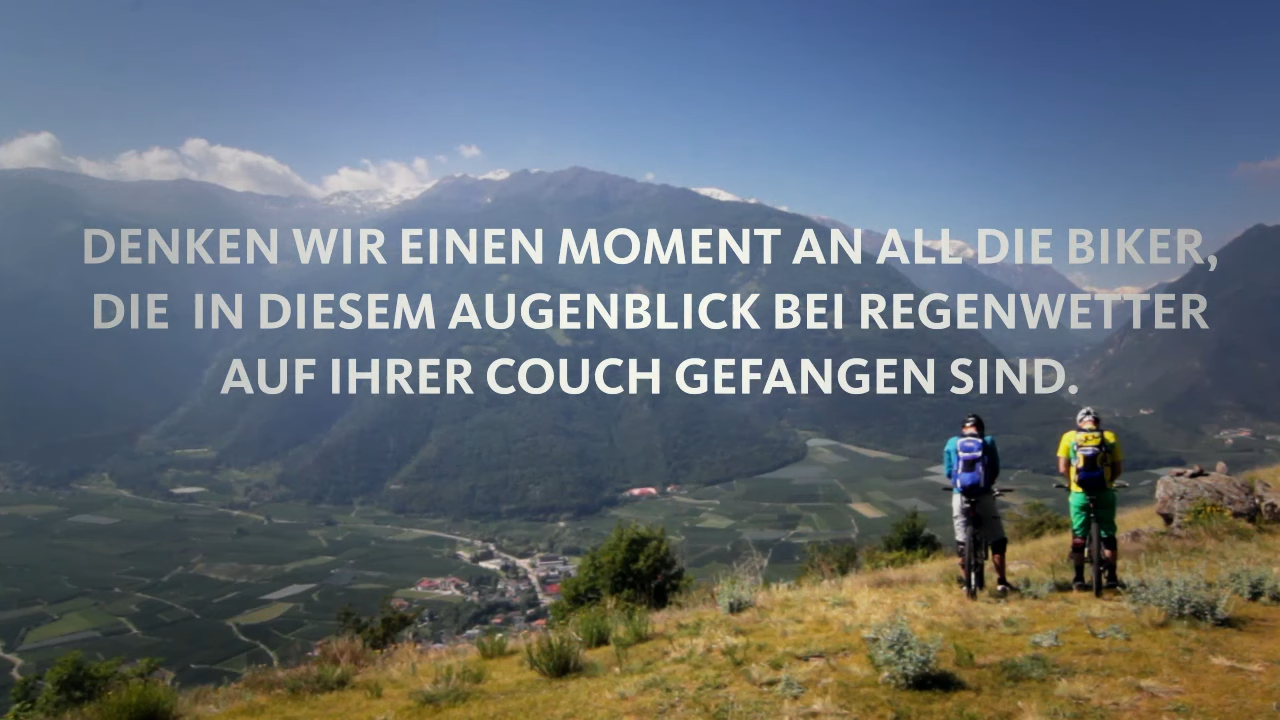 DENKEN WIR EINEN MOMENT AN ALL DIE BIKER,
DIE  IN DIESEM AUGENBLICK BEI REGENWETTER
AUF IHRER COUCH GEFANGEN SIND.